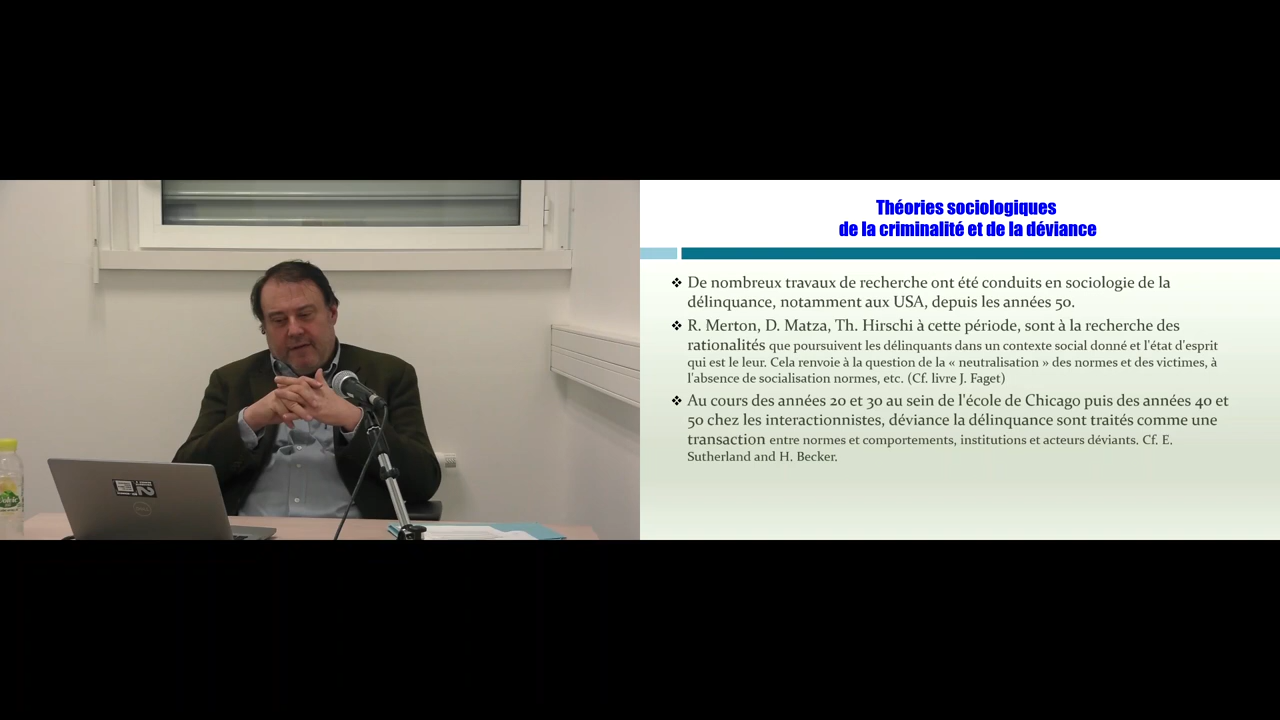 Théories sociologiques
de la criminalité et de la déviance
❖ De nombreux travaux de recherche ont été conduits en sociologie de la
délinquance, notamment aux USA, depuis les années 50.
❖ R. Merton, D. Matza, Th. Hirschi à cette période, sont à la recherche des
rationalités que poursuivent les délinquants dans un contexte social donné et l'état d'esprit
qui est le leur. Cela renvoie à la question de la « neutralisation » des normes et des victimes, à
l'absence de socialisation normes, etc. (Cf. livre J. Faget)
❖ Au cours des années 20 et 30 au sein de l'école de Chicago puis des années 40 et
50 chez les interactionnistes, déviance la délinquance sont traités comme une
transaction entre normes et comportements, institutions et acteurs déviants. Cf. E.
Sutherland and H. Becker.
DELL